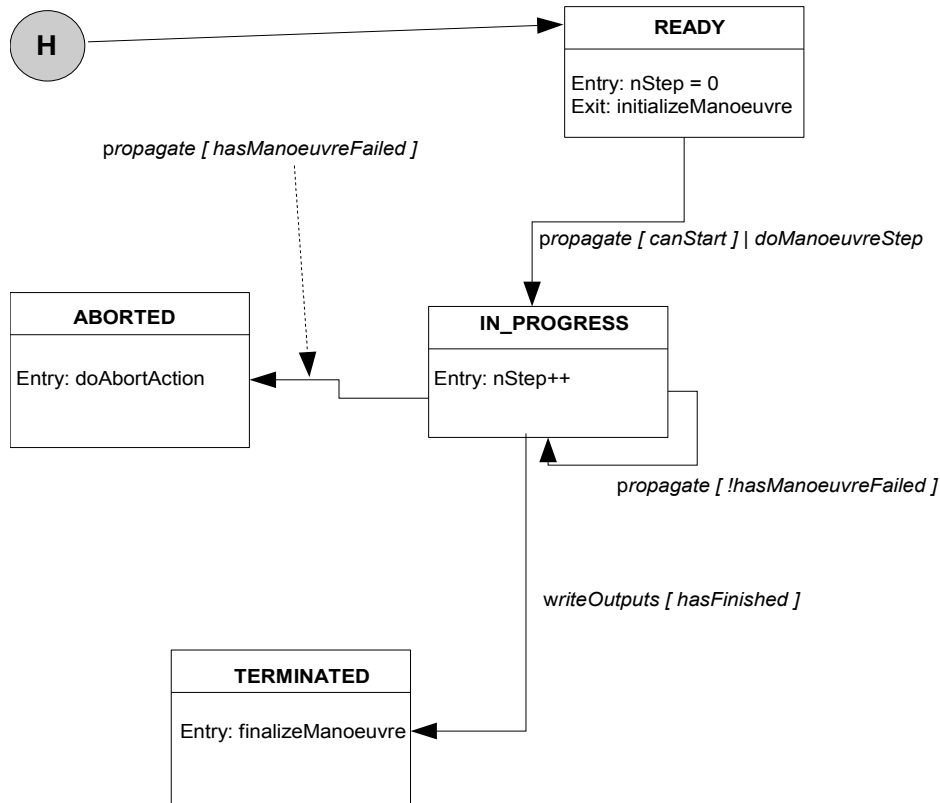 H
READY
Entry: nStep = 0
Exit: initializeManoeuvre
propagate [ hasManoeuvreFailed ]
propagate [ canStart ] | doManoeuvreStep
ABORTED
Entry: doAbortAction
IN_PROGRESS
Entry: nStep++
propagate [ !hasManoeuvreFailed ]
writeOutputs [ hasFinished ]
TERMINATED
Entry: finalizeManoeuvre